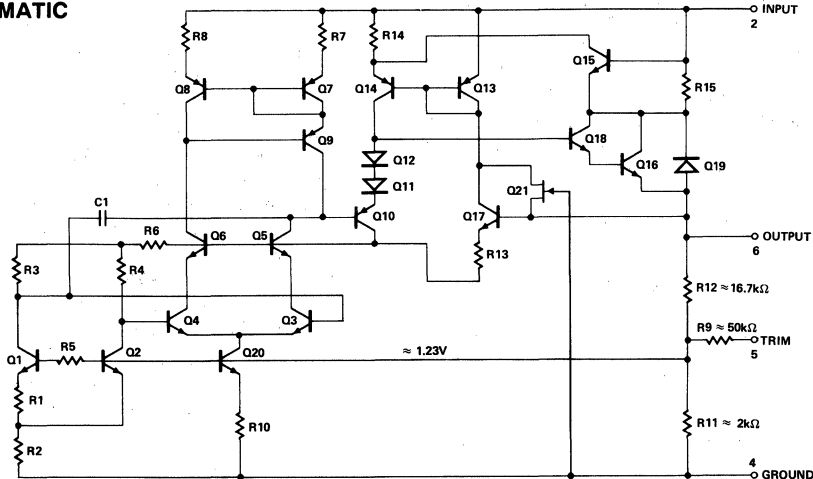 MATIC
INPUT
2
R8
R7
R14
Q15
R15
Q8
Q7
Q14
Q13
Q9
Q12
Q18
Q16
Q19
Q11
Q21
C1
Q10
Q17
R6
Q6
Q5
OUTPUT
6
R3
R4
R13
R12 ≈ 16.7kΩ
R9 ≈ 50kΩ
Q4
Q3
TRIM
5
Q1
R5
Q2
Q20
≈ 1.23V
R1
R10
R11 ≈ 2kΩ
R2
4
GROUND